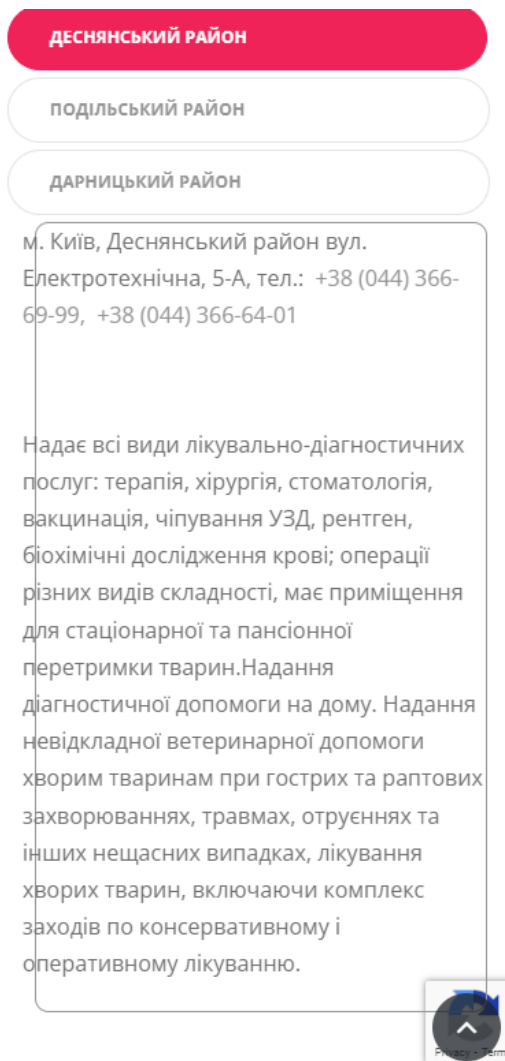 ДЕСНЯНСЬКИЙ РАЙОН
ПОДІЛЬСЬКИЙ РАЙОН
ДАРНИЦЬКИЙ РАЙОН
м. Київ, Деснянський район вул.
Електротехнічна, 5-А, тел.: +38 (044) 366-
69-99, +38 (044) 366-64-01
Надає всі види лікувально-діагностичних
послуг: терапія, хірургія, стоматологія,
вакцинація, чіпування УЗД, рентген,
біохімічні дослідження крові; операції
різних видів складності, має приміщення
для стаціонарної та пансіонної
перетримки тварин.Надання
діагностичної допомоги на дому. Надання
невідкладної ветеринарної допомоги
хворим тваринам при гострих та раптових
захворюваннях, травмах, отруєннях та
інших нещасних випадках, лікування
хворих тварин, включаючи комплекс
заходів по консервативному і
оперативному лікуванню.
Privacy - Term